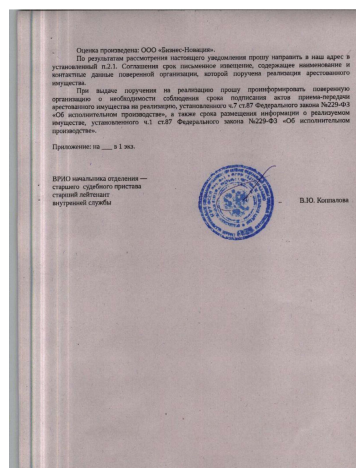 Оценка произведена: ООО «Бизнес-Новация».
По результатам рассмотрения настоящего уведомления прошу направить в наш адрес в
установленный п.2.1. Соглашения срок письменное извещение, содержащее наименование и
контактные данные поверенной организации, которой поручена реализация арестованного
имущества.
При выдаче поручения на реализацию прошу проинформировать поверенную
организацию о необходимости соблюдения срока подписания актов приема-передачи
арестованного имущества на реализацию, установленного ч.7 ст.87 Федерального закона №229-ФЗ
«Об исполнительном производстве», а также срока размещения информации о реализуемом
имуществе, установленного ч.1 ст.87 Федерального закона №229-ФЗ «Об исполнительном
производстве».
Приложение: на ___ в 1 экз.
ВРИО начальника отделения —
старшего судебного пристава
старший лейтенант
внутренней службы
В.Ю. Коппалова